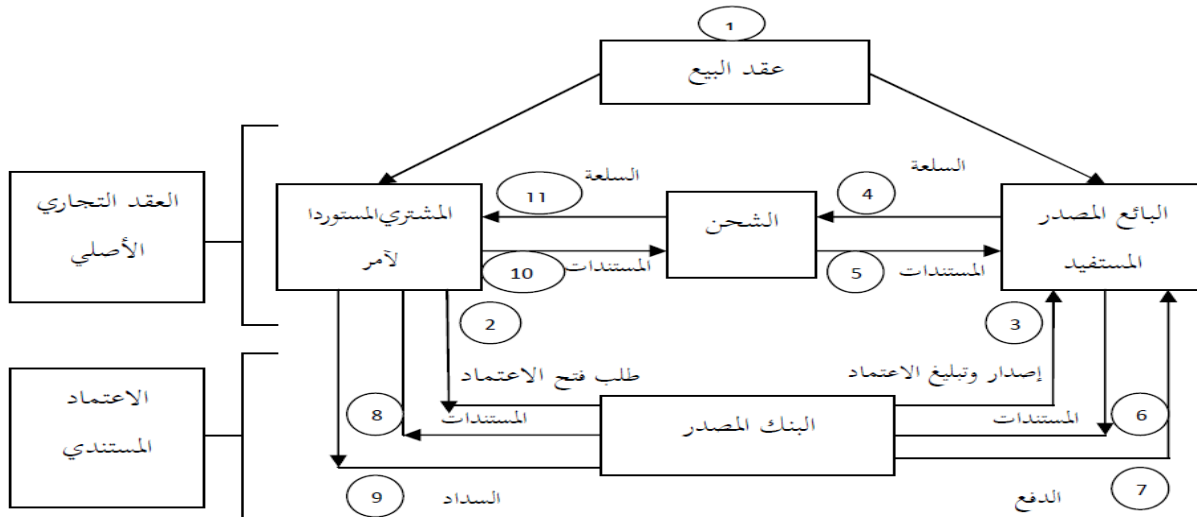 1
عقد البيع
السلعة
السلعة
11
4
العقد التجاري
الأصلي
المشتري المستوردا
لآمر
الشحن
البائع المصدر
المستفيد
10
المستندات
5
المستندات
2
3
طلب فتح الاعتماد
إصدار وتبليغ الاعتماد
الاعتماد
المستندي
8
المستندات
البنك المصدر
المستندات
6
9
السداد
الدفع
7